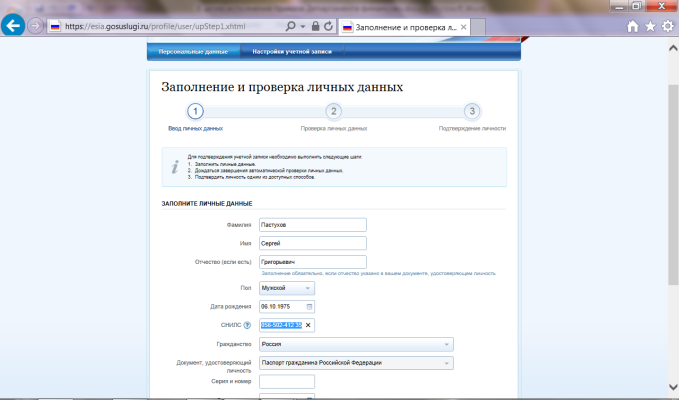 https://esia.gosuslugi.ru/profile/user/upStep1.xhtml
Заполнение и проверка л...
Персональные данные
Настройки учетной записи
Заполнение и проверка личных данных
1
2
3
Ввод личных данных
Проверка личных данных
Подтверждение личности
Для подтверждения учетной записи необходимо выполнить следующие шаги
1. Заполнить личные данные.
2. Дождаться завершения автоматической проверки личных данных.
3. Подтвердить личность одним из доступных способов.
ЗАПОЛНИТЕ ЛИЧНЫЕ ДАННЫЕ
Фамилия
Пастухов
Имя
Сергей
Отчество (если есть)
Григорьевич
Заполнение обязательно, если отчество указано в вашем документе, удостоверяющем личность.
Пол
Мужской
Дата рождения
06.10.1975
СНИЛС
Гражданство
Россия
Документ, удостоверяющий
личность
Паспорт гражданина Российской Федерации
Серия и номер